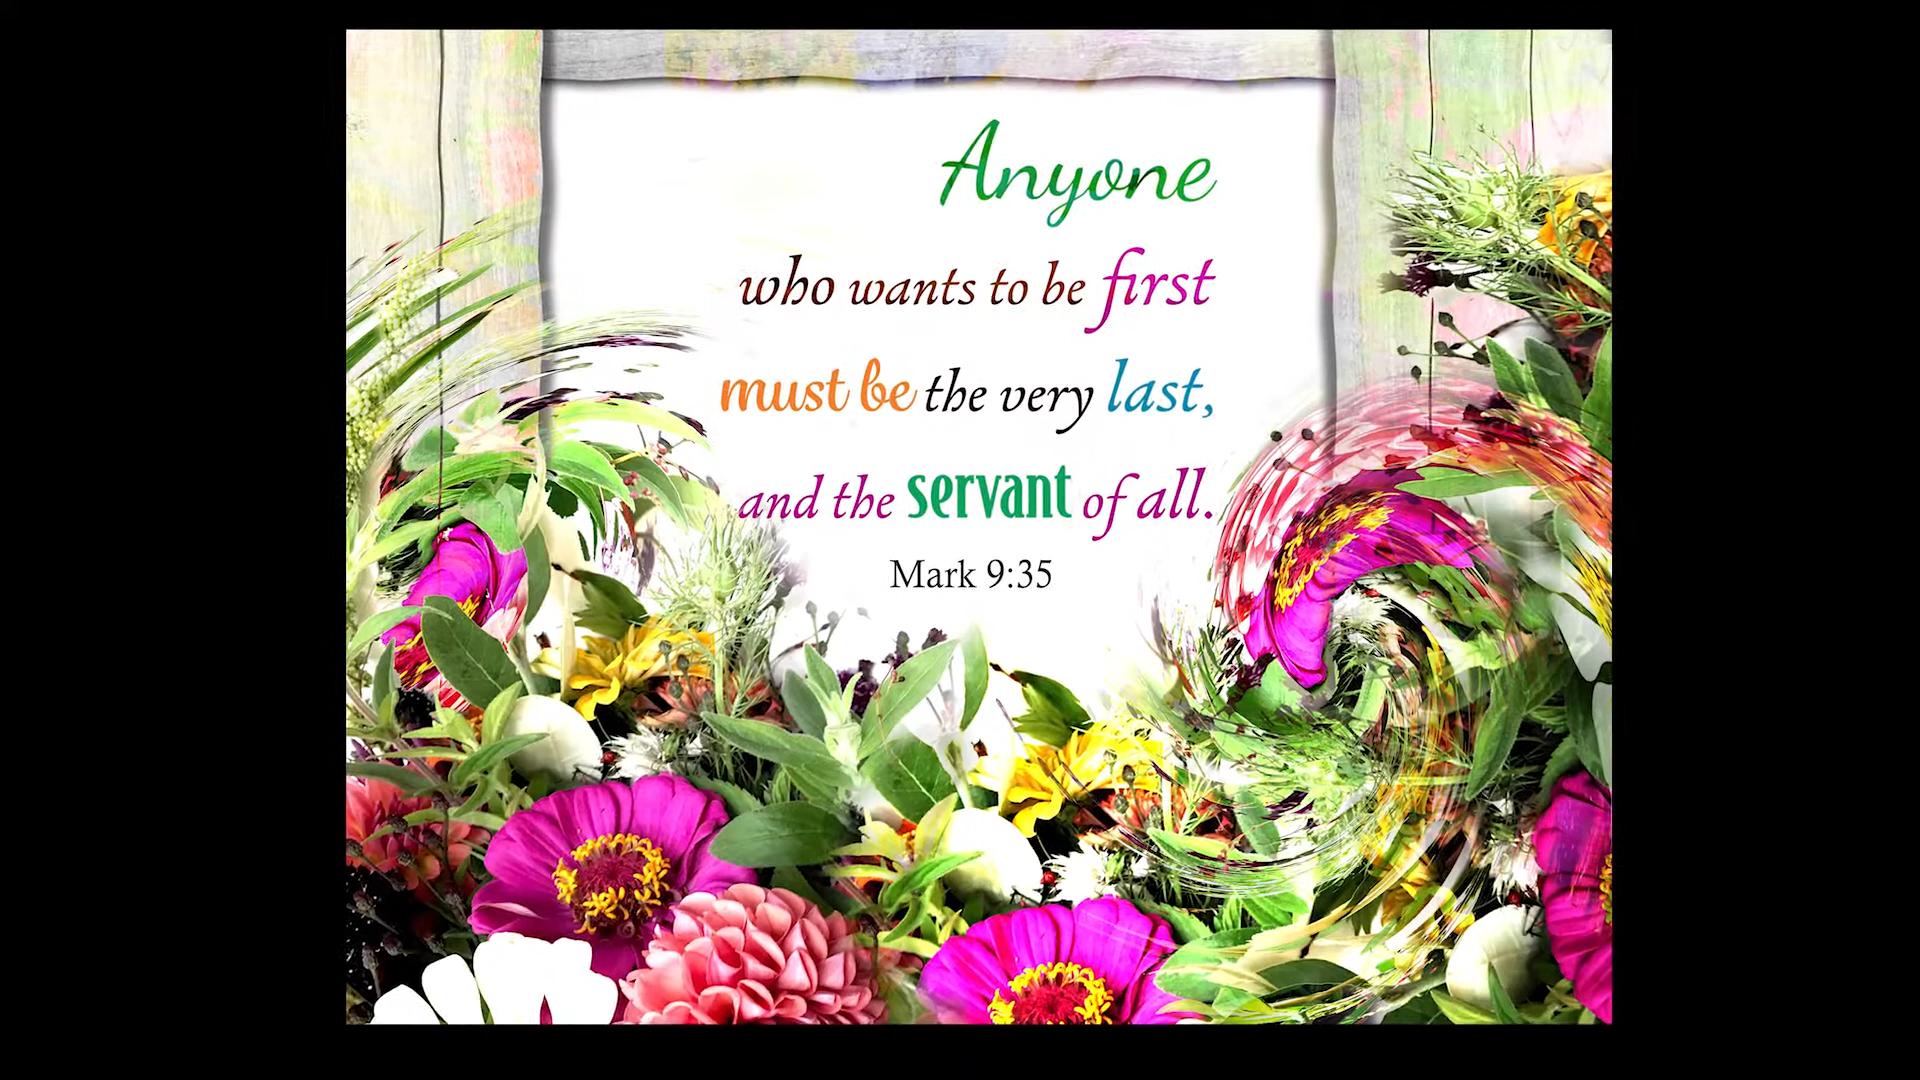 Anyone
who wants to be first
must be the very last,
and the servant of all.
Mark 9:35